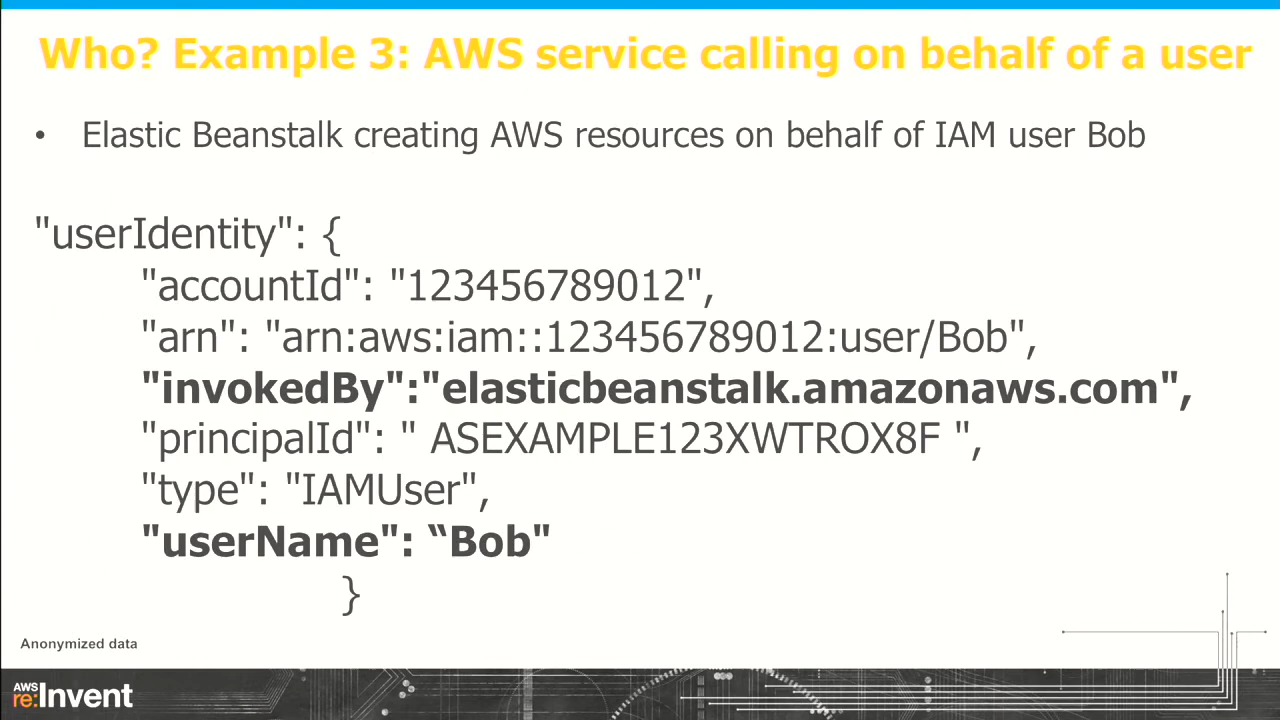 Who? Example 3: AWS service calling on behalf of a user
• Elastic Beanstalk creating AWS resources on behalf of IAM user Bob
"userIdentity": {
"accountId": "123456789012",
"arn": "arn:aws:iam::123456789012:user/Bob",
"invokedBy":"elasticbeanstalk.amazonaws.com",
"principalId": " ASEXAMPLE123XWTROX8F ",
"type": "IAMUser",
"userName": “Bob"
}
Anonymized data
AWS
re:Invent